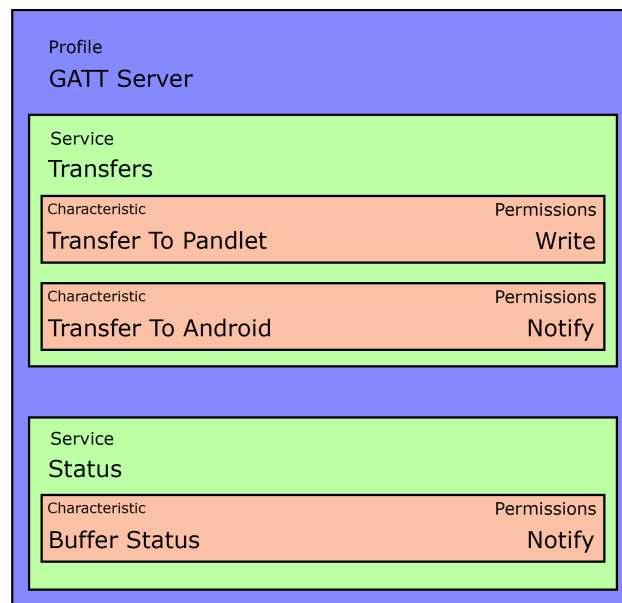 Profile
GATT Server
Service
Transfers
Characteristic Permissions
Transfer To Pandlet Write
Characteristic Permissions
Transfer To Android Notify
Service
Status
Characteristic Permissions
Buffer Status Notify